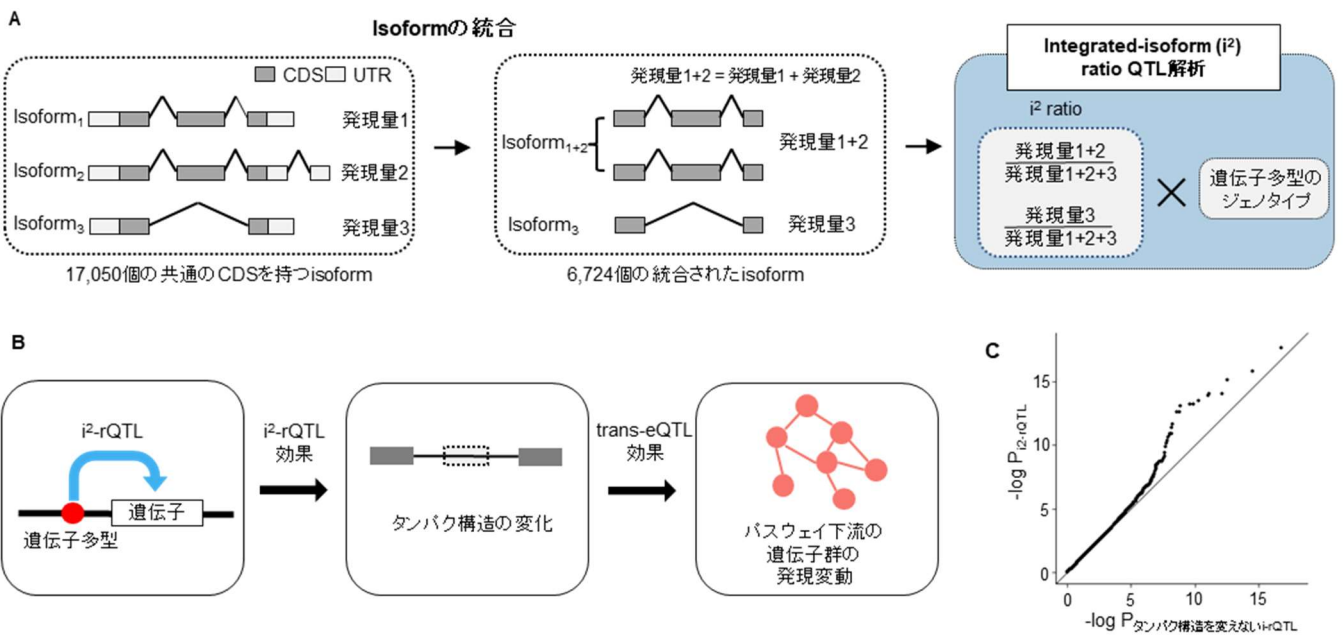 A
Isoformの統合
CDS UTR
Isoform1 発現量1
Isoform2 発現量2
Isoform3 発現量3
17,050個の共通のCDSを持つisoform
発現量1+2 = 発現量1 + 発現量2
Isoform1+2 発現量1+2
Isoform3 発現量3
6,724個の統合されたisoform
Integrated-isoform (i²)
ratio QTL解析
i² ratio
発現量1+2
発現量1+2+3
発現量3
発現量1+2+3
×
遺伝子多型の
ジェノタイプ
B
i²-rQTL
遺伝子
遺伝子多型
i²-rQTL
効果
タンパク構造の変化
trans-eQTL
効果
パスウェイ下流の
遺伝子群の
発現変動
C
-log Pi2-rQTL
15
10
5
0
0 5 10 15
-log Pタンパク構造を変えないi-rQTL